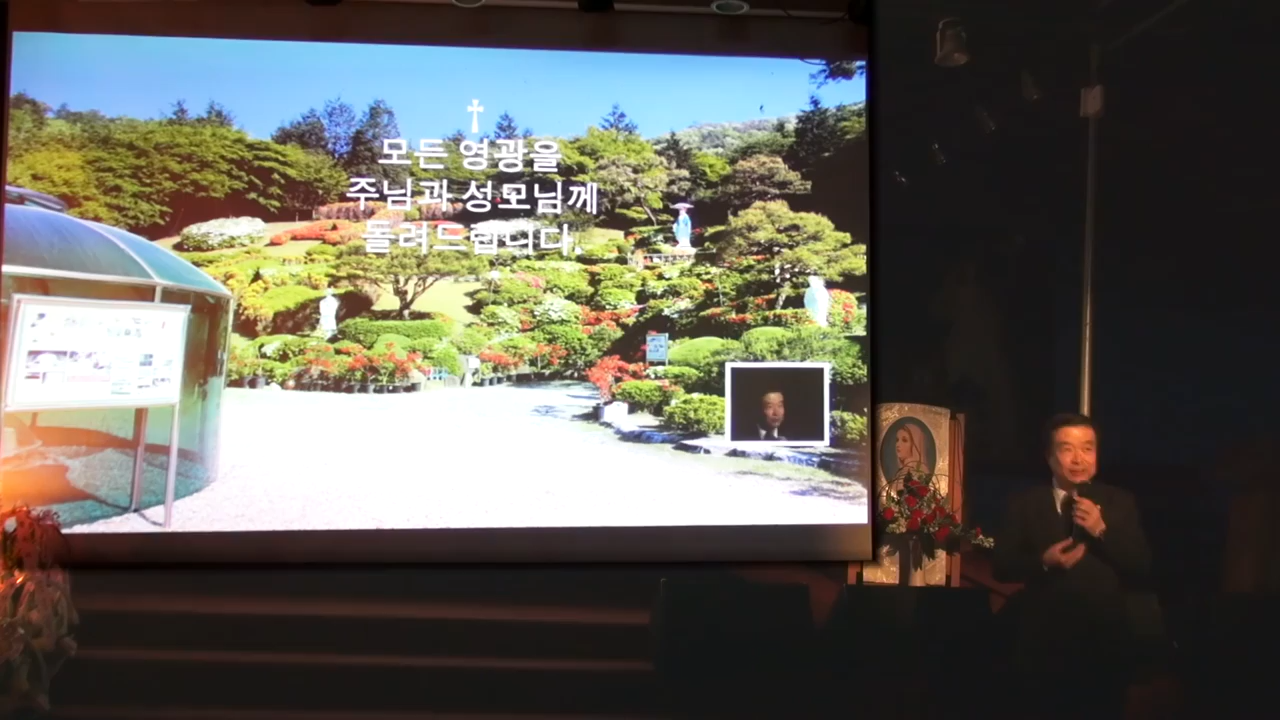 모든 영광을
주님과 성모님께
돌려드립니다.